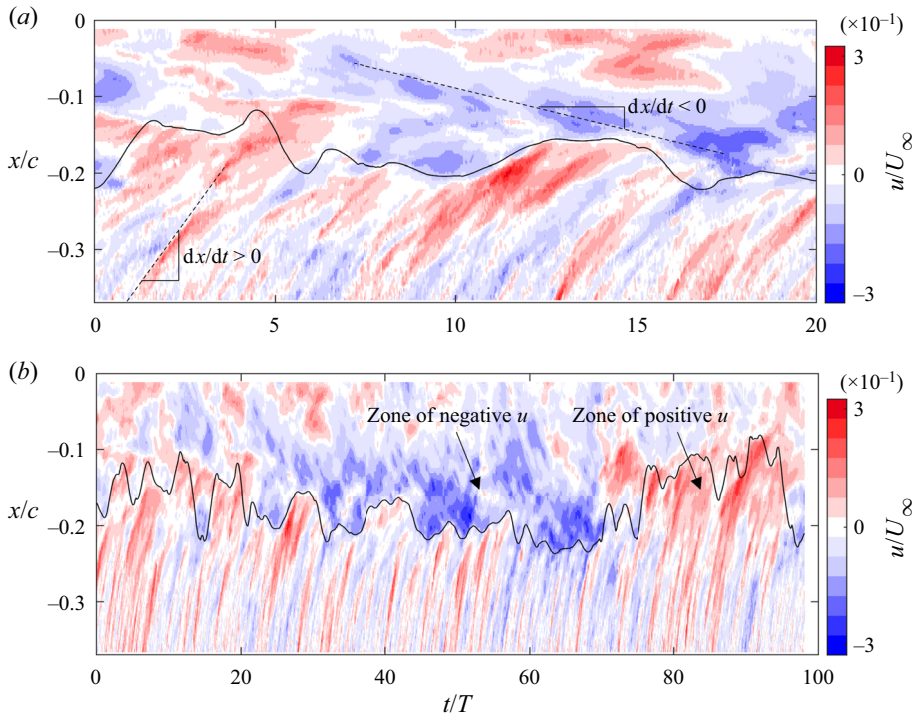 (a)
(×10⁻¹)
0
–0.1
–0.2
–0.3
x/c
dx/dt < 0
dx/dt > 0
0
5
10
15
20
3
0
–3
u/U∞
(b)
(×10⁻¹)
0
–0.1
–0.2
–0.3
x/c
Zone of negative u
Zone of positive u
0
20
40
60
80
100
t/T
3
0
–3
u/U∞